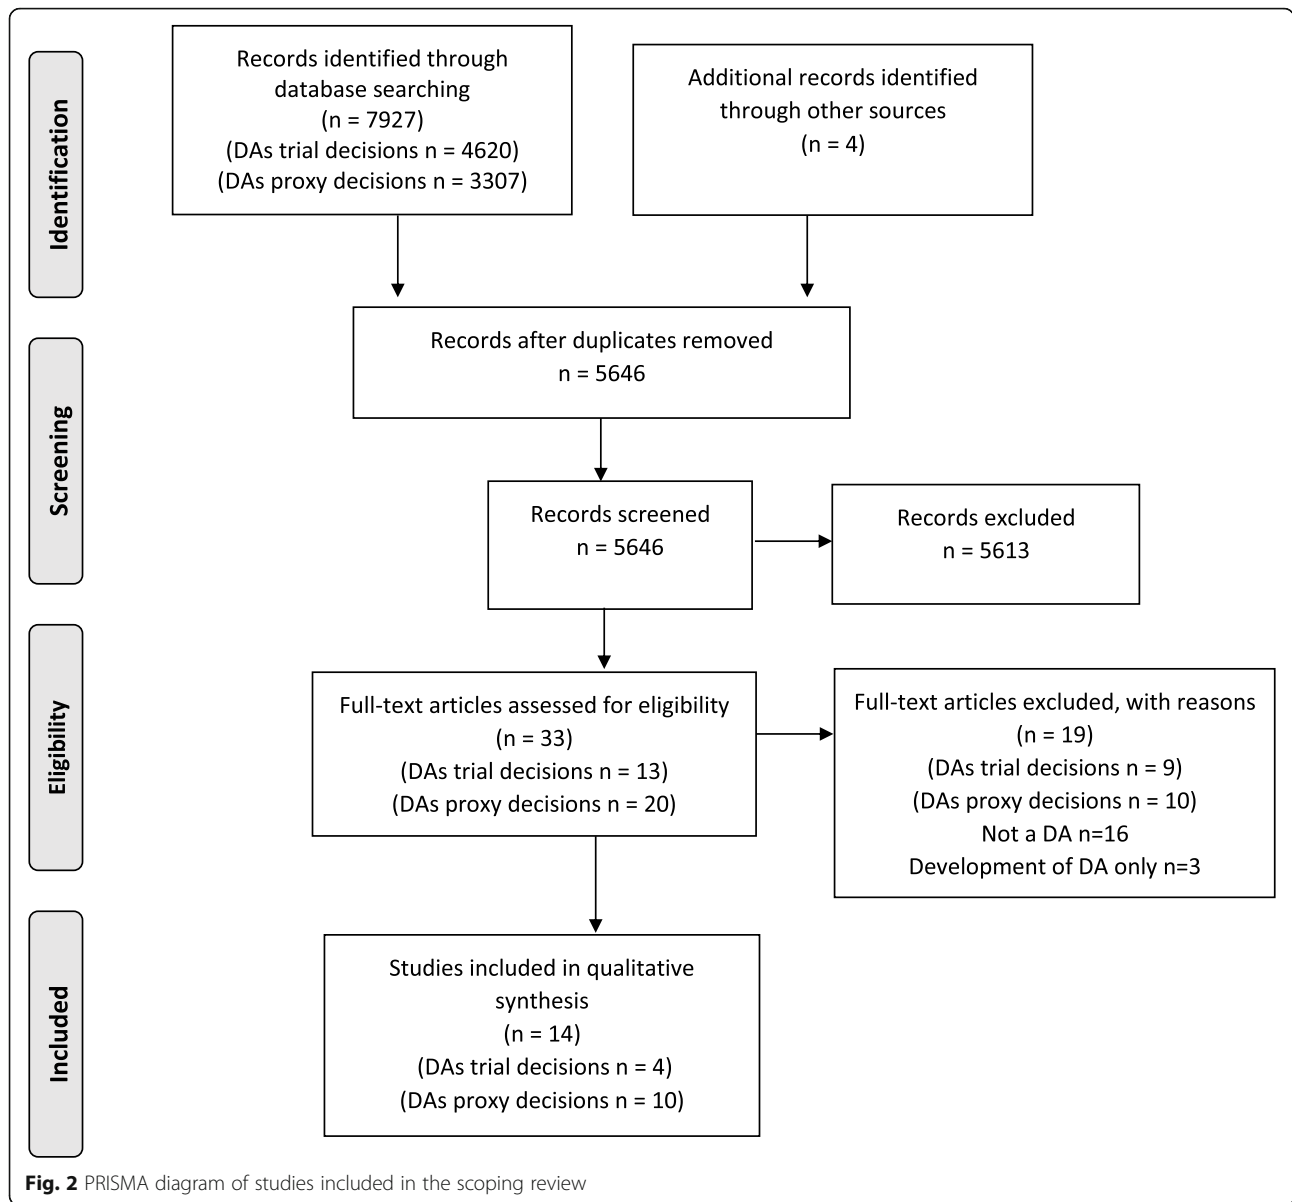 Identification
Records identified through
database searching
(n = 7927)
(DAs trial decisions n = 4620)
(DAs proxy decisions n = 3307)
Additional records identified
through other sources
(n = 4)
Records after duplicates removed
n = 5646
Screening
Records screened
n = 5646
Records excluded
n = 5613
Eligibility
Full-text articles assessed for eligibility
(n = 33)
(DAs trial decisions n = 13)
(DAs proxy decisions n = 20)
Full-text articles excluded, with reasons
(n = 19)
(DAs trial decisions n = 9)
(DAs proxy decisions n = 10)
Not a DA n=16
Development of DA only n=3
Included
Studies included in qualitative
synthesis
(n = 14)
(DAs trial decisions n = 4)
(DAs proxy decisions n = 10)
Fig. 2 PRISMA diagram of studies included in the scoping review